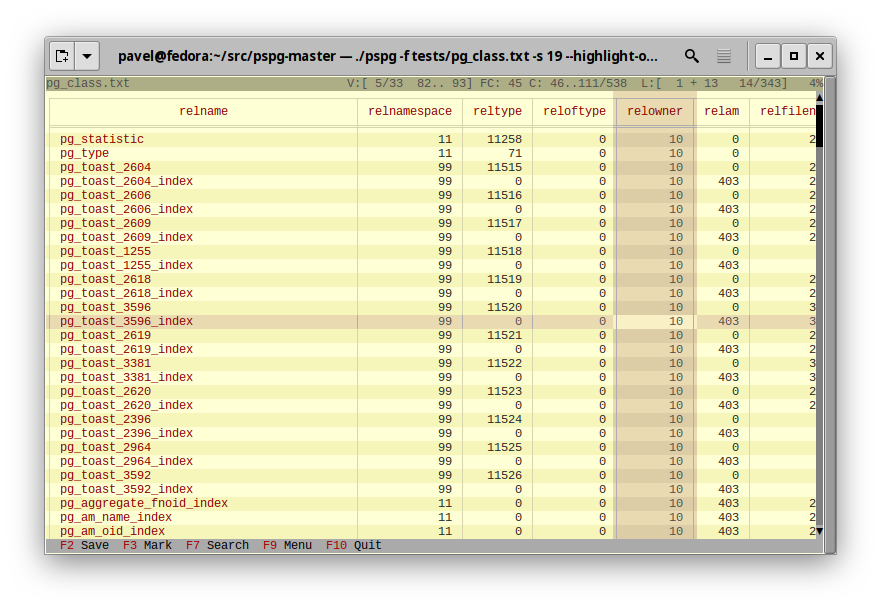 pavel@fedora:~/src/pspg-master — ./pspg -f tests/pg_class.txt -s 19 --highlight-o...
pg_class.txt V:[ 5/33 82.. 93] FC: 45 C: 46..111/538 L:[ 1 + 13 14/343] 4%
relname relnamespace reltype reloftype relowner relam relfilen
pg_statistic 11 11258 0 10 0 2
pg_type 11 71 0 10 0
pg_toast_2604 99 11515 0 10 0 2
pg_toast_2604_index 99 0 0 10 403 2
pg_toast_2606 99 11516 0 10 0 2
pg_toast_2606_index 99 0 0 10 403 2
pg_toast_2609 99 11517 0 10 0 2
pg_toast_2609_index 99 0 0 10 403 2
pg_toast_1255 99 11518 0 10 0
pg_toast_1255_index 99 0 0 10 403
pg_toast_2618 99 11519 0 10 0 2
pg_toast_2618_index 99 0 0 10 403 2
pg_toast_3596 99 11520 0 10 0 3
pg_toast_3596_index 99 0 0 10 403 3
pg_toast_2619 99 11521 0 10 0 2
pg_toast_2619_index 99 0 0 10 403 2
pg_toast_3381 99 11522 0 10 0 3
pg_toast_3381_index 99 0 0 10 403 3
pg_toast_2620 99 11523 0 10 0 2
pg_toast_2620_index 99 0 0 10 403 2
pg_toast_2396 99 11524 0 10 0
pg_toast_2396_index 99 0 0 10 403
pg_toast_2964 99 11525 0 10 0
pg_toast_2964_index 99 0 0 10 403
pg_toast_3592 99 11526 0 10 0
pg_toast_3592_index 99 0 0 10 403
pg_aggregate_fnoid_index 11 0 0 10 403 2
pg_am_name_index 11 0 0 10 403
pg_am_oid_index 11 0 0 10 403 2
F2 Save F3 Mark F7 Search F9 Menu F10 Quit